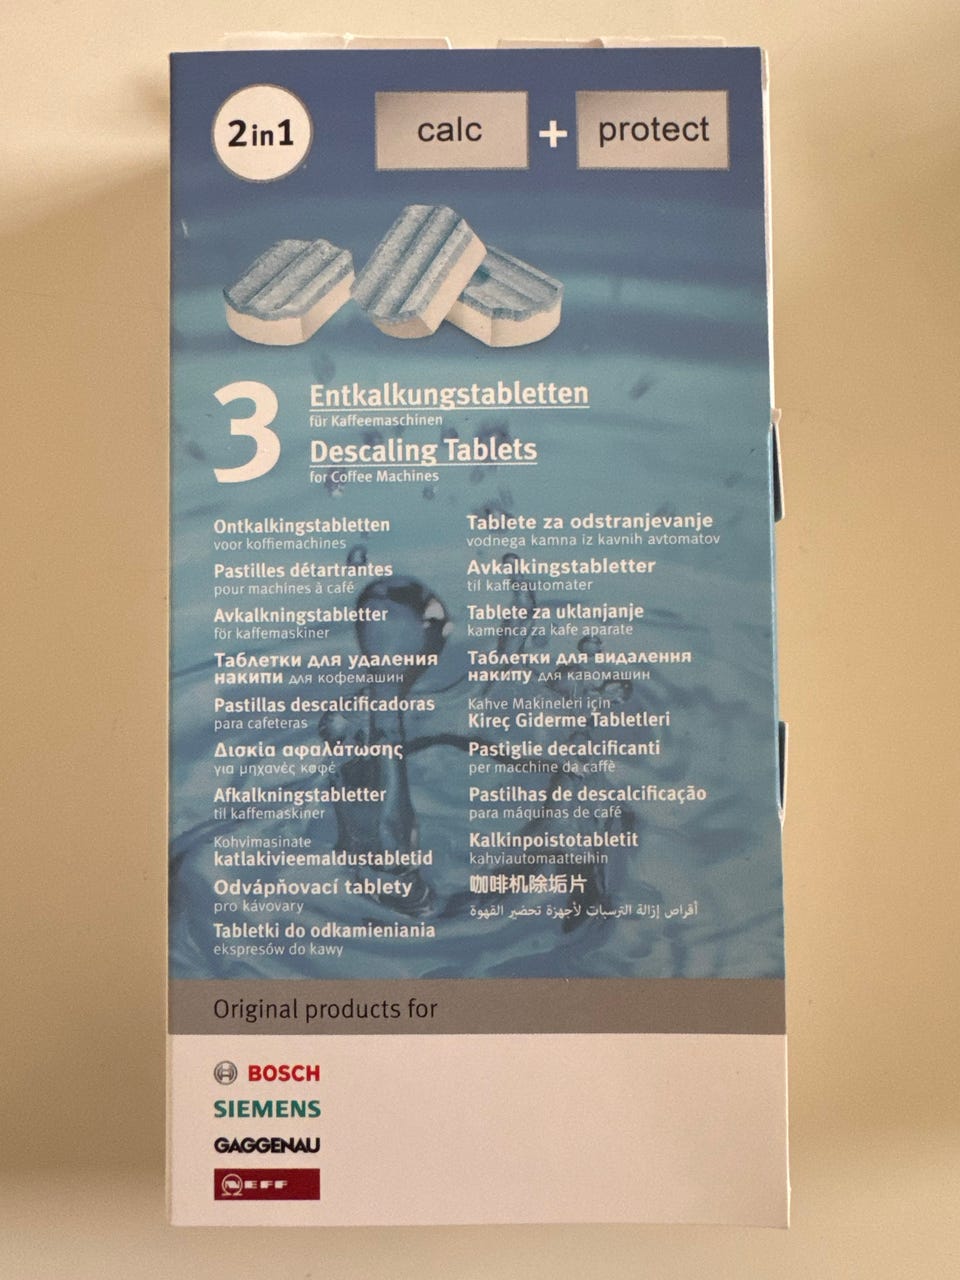 2in1
calc + protect
3
Entkalkungstabletten
für Kaffeemaschinen
Descaling Tablets
for Coffee Machines
Ontkalkingstabletten
voor koffiemachines
Pastilles détartrantes
pour machines à café
Avkalkningstabletter
för kaffemaskiner
Таблетки для удаления
накипи для кофемашин
Pastillas descalcificadoras
para cafeteras
Δισκία αφαλάτωσης
για μηχανές καφέ
Afkalkningstabletter
til kaffemaskiner
Kohvimasinate
katlakivieemaldustabletid
Odvápňovací tablety
pro kávovary
Tabletki do odkamieniania
ekspresów do kawy
Tablete za odstranjevanje
vodnega kamna iz kavnih avtomatov
Avkalkingstabletter
til kaffeautomater
Tablete za uklanjanje
kamenca za kafe aparate
Таблетки для видалення
накипу для кавомашин
Kahve Makineleri için
Kireç Giderme Tabletleri
Pastiglie decalcificanti
per macchine da caffè
Pastilhas de descalcificação
para máquinas de café
Kalkinpoistotabletit
kahviautomaatteihin
咖啡机除垢片
أقراص إزالة الترسبات لأجهزة تحضير القهوة
Original products for
BOSCH
SIEMENS
GAGGENAU
NEFF